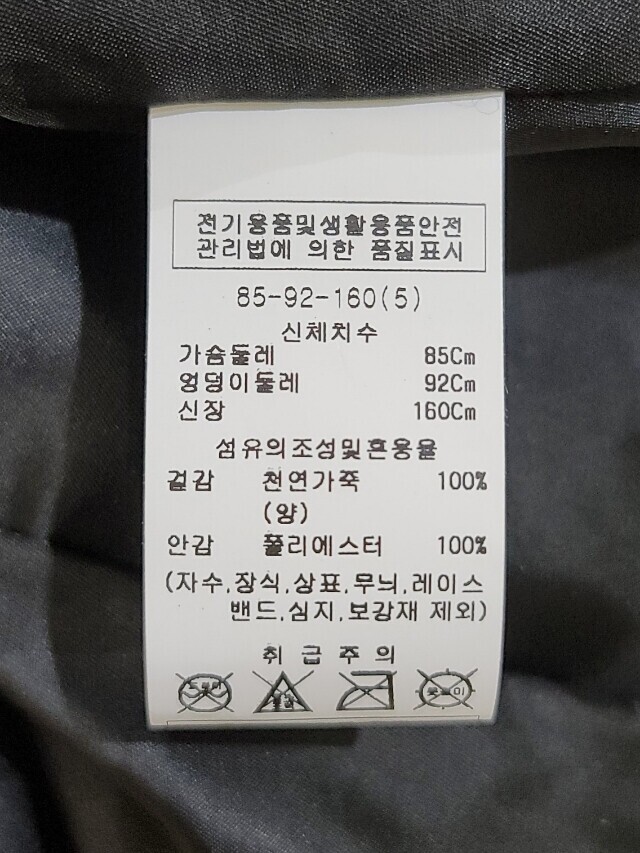 전기용품및생활용품안전
관리법에 의한 품질표시
85-92-160(5)
신체치수
가슴둘레 85Cm
엉덩이둘레 92Cm
신장 160Cm
섬유의조성및혼용율
겉감 천연가죽 100%
(양)
안감 폴리에스터 100%
(자수,장식,상표,무늬,레이스
밴드,심지,보강재 제외)
취급주의